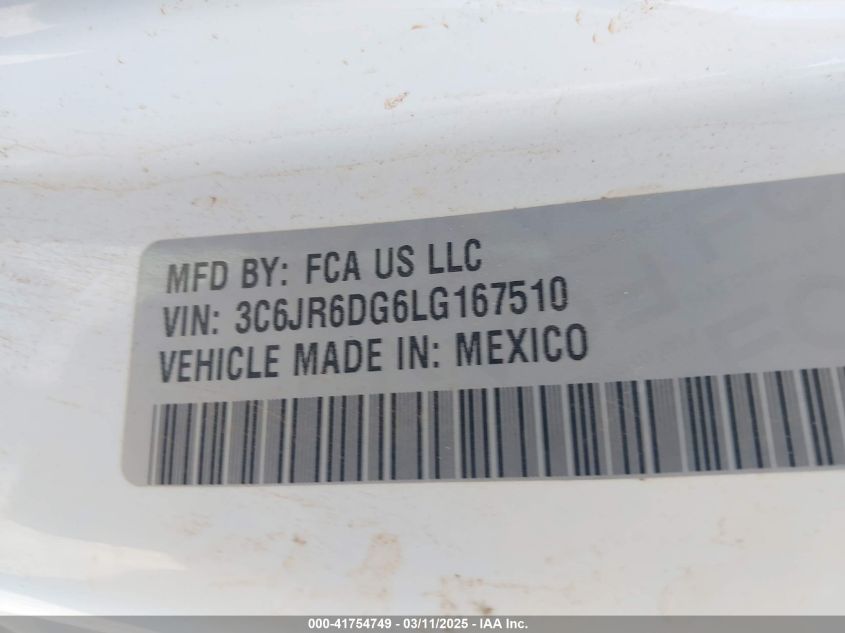 MFD BY: FCA US LLC
VIN: 3C6JR6DG6LG167510
VEHICLE MADE IN: MEXICO
000-41754749 - 03/11/2025 - IAA Inc.